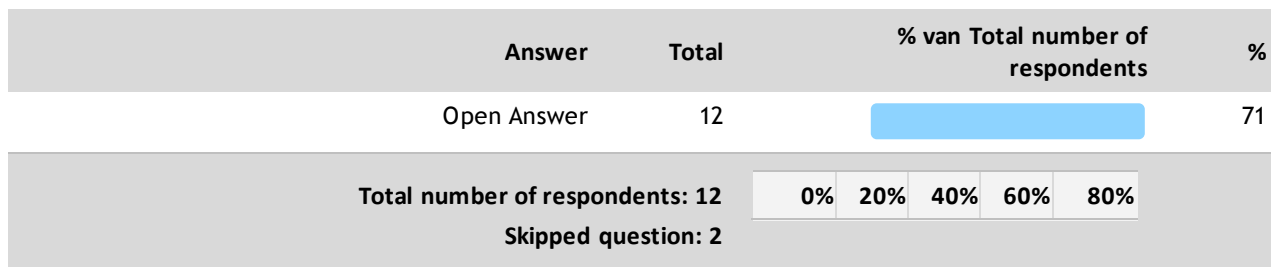 Answer Total % van Total number of respondents %
Open Answer 12 71
Total number of respondents: 12 0% 20% 40% 60% 80%
Skipped question: 2